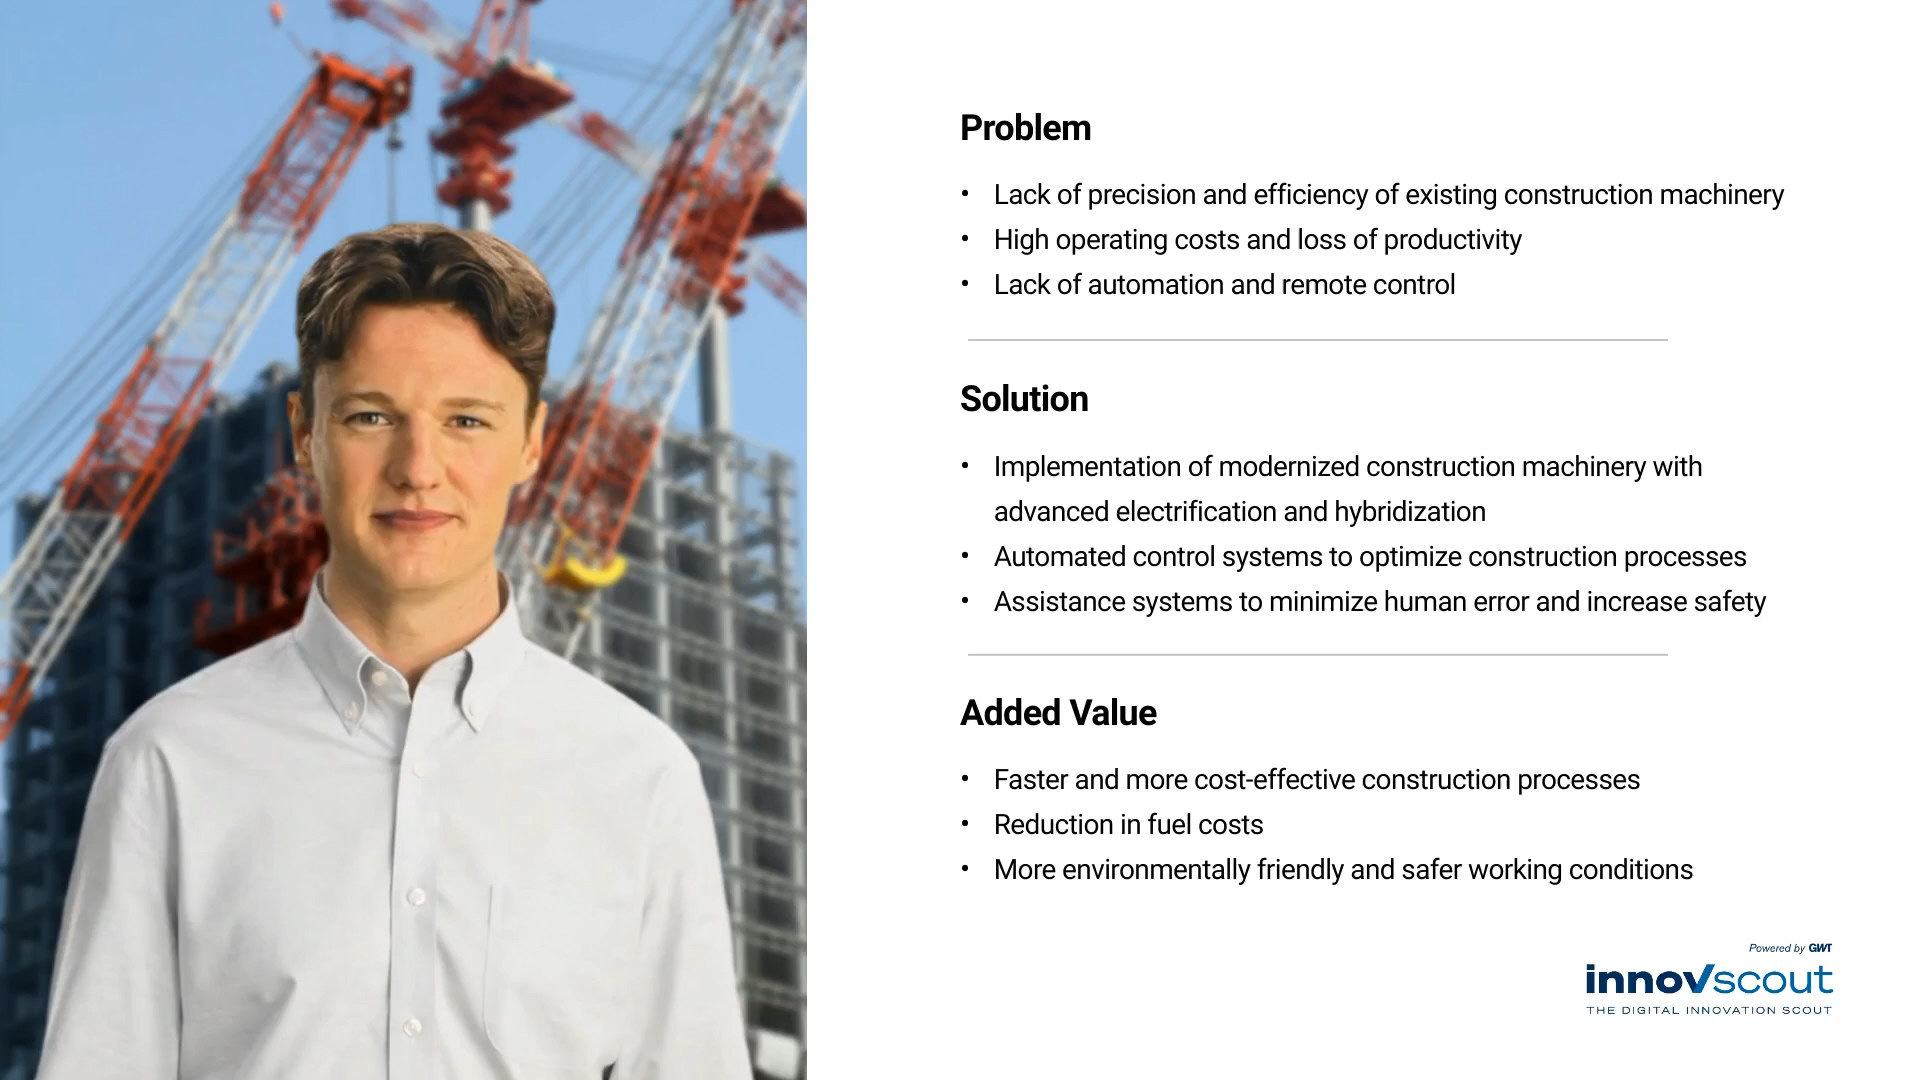 Problem
• Lack of precision and efficiency of existing construction machinery
• High operating costs and loss of productivity
• Lack of automation and remote control
Solution
• Implementation of modernized construction machinery with
advanced electrification and hybridization
• Automated control systems to optimize construction processes
• Assistance systems to minimize human error and increase safety
Added Value
• Faster and more cost-effective construction processes
• Reduction in fuel costs
• More environmentally friendly and safer working conditions
Powered by GWT
innovscout
THE DIGITAL INNOVATION SCOUT